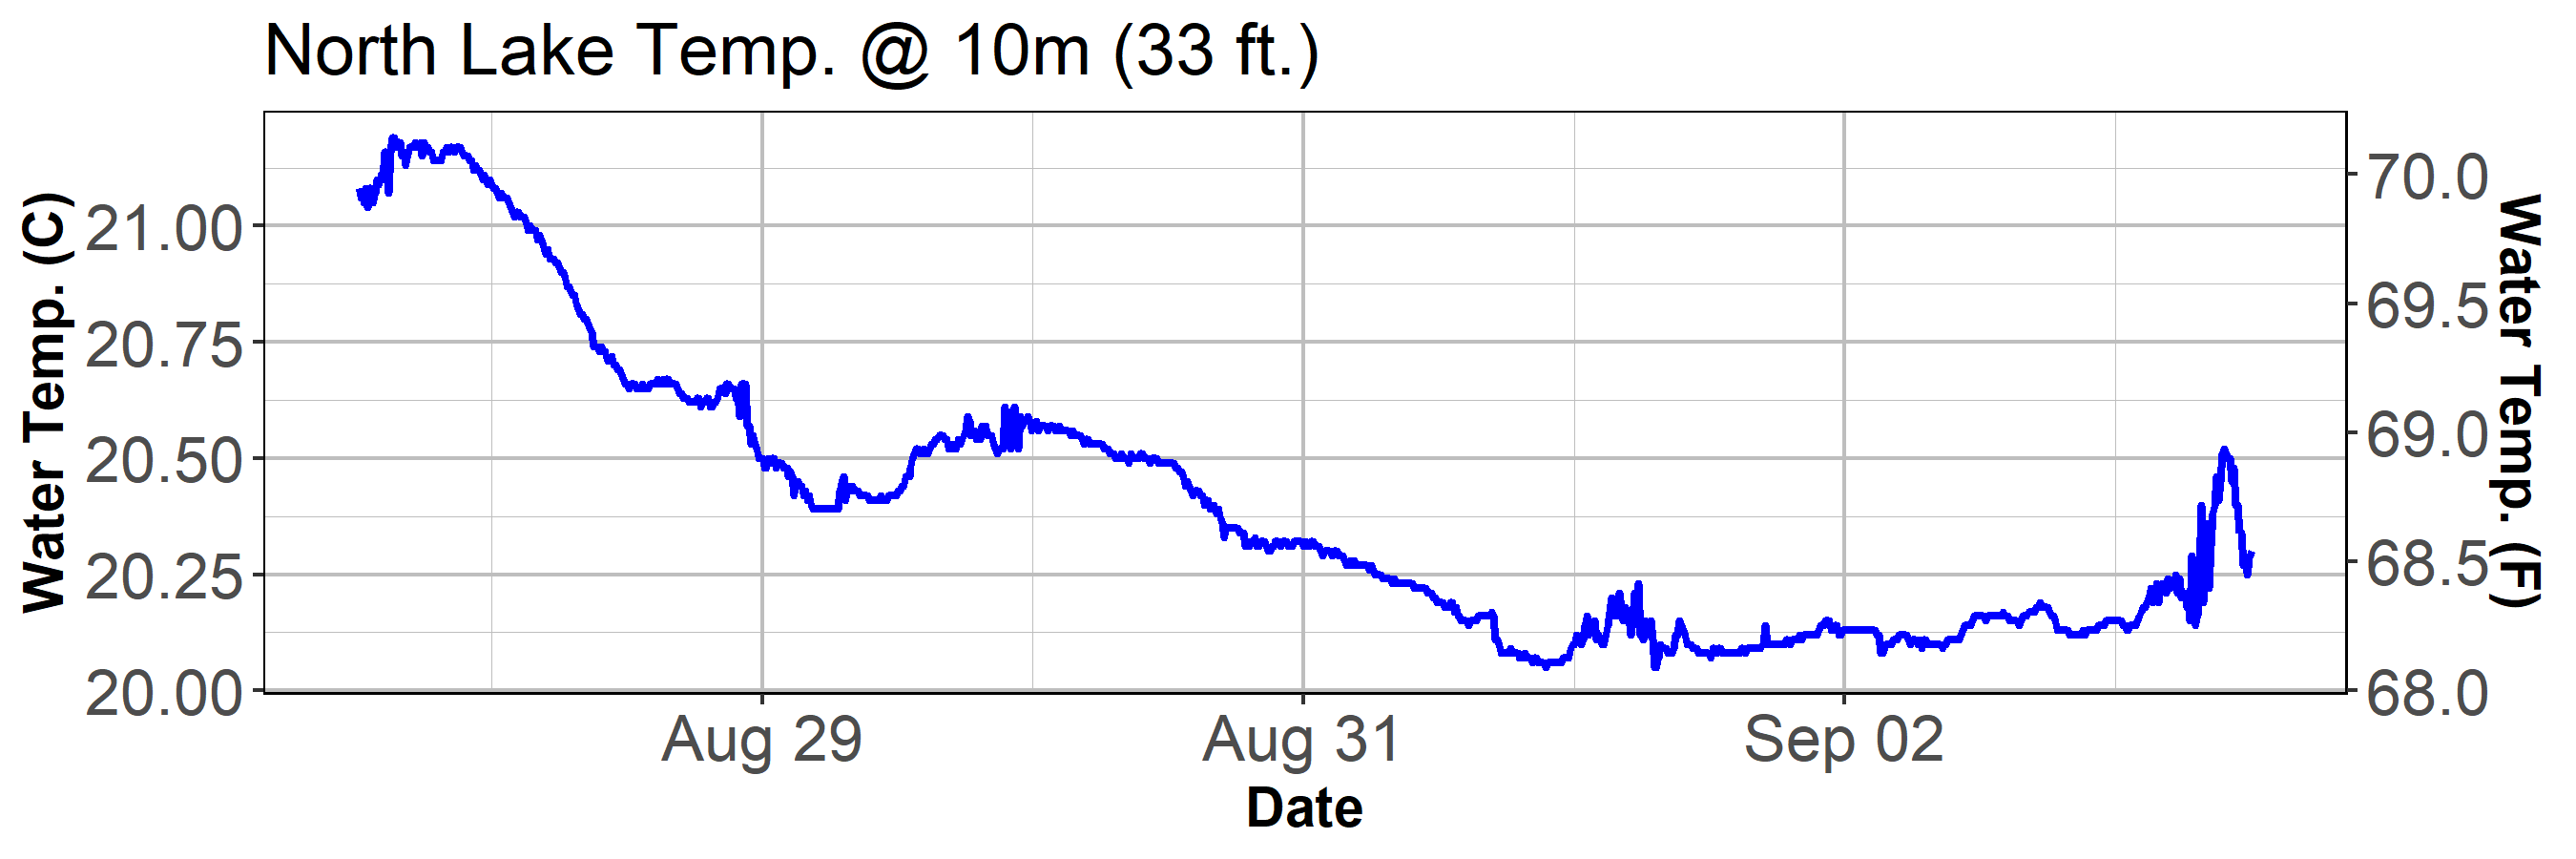 North Lake Temp. @ 10m (33 ft.)
Water Temp. (C)
21.00
20.75
20.50
20.25
20.00
70.0
69.5
69.0
68.5
68.0
Water Temp. (F)
Aug 29
Aug 31
Sep 02
Date